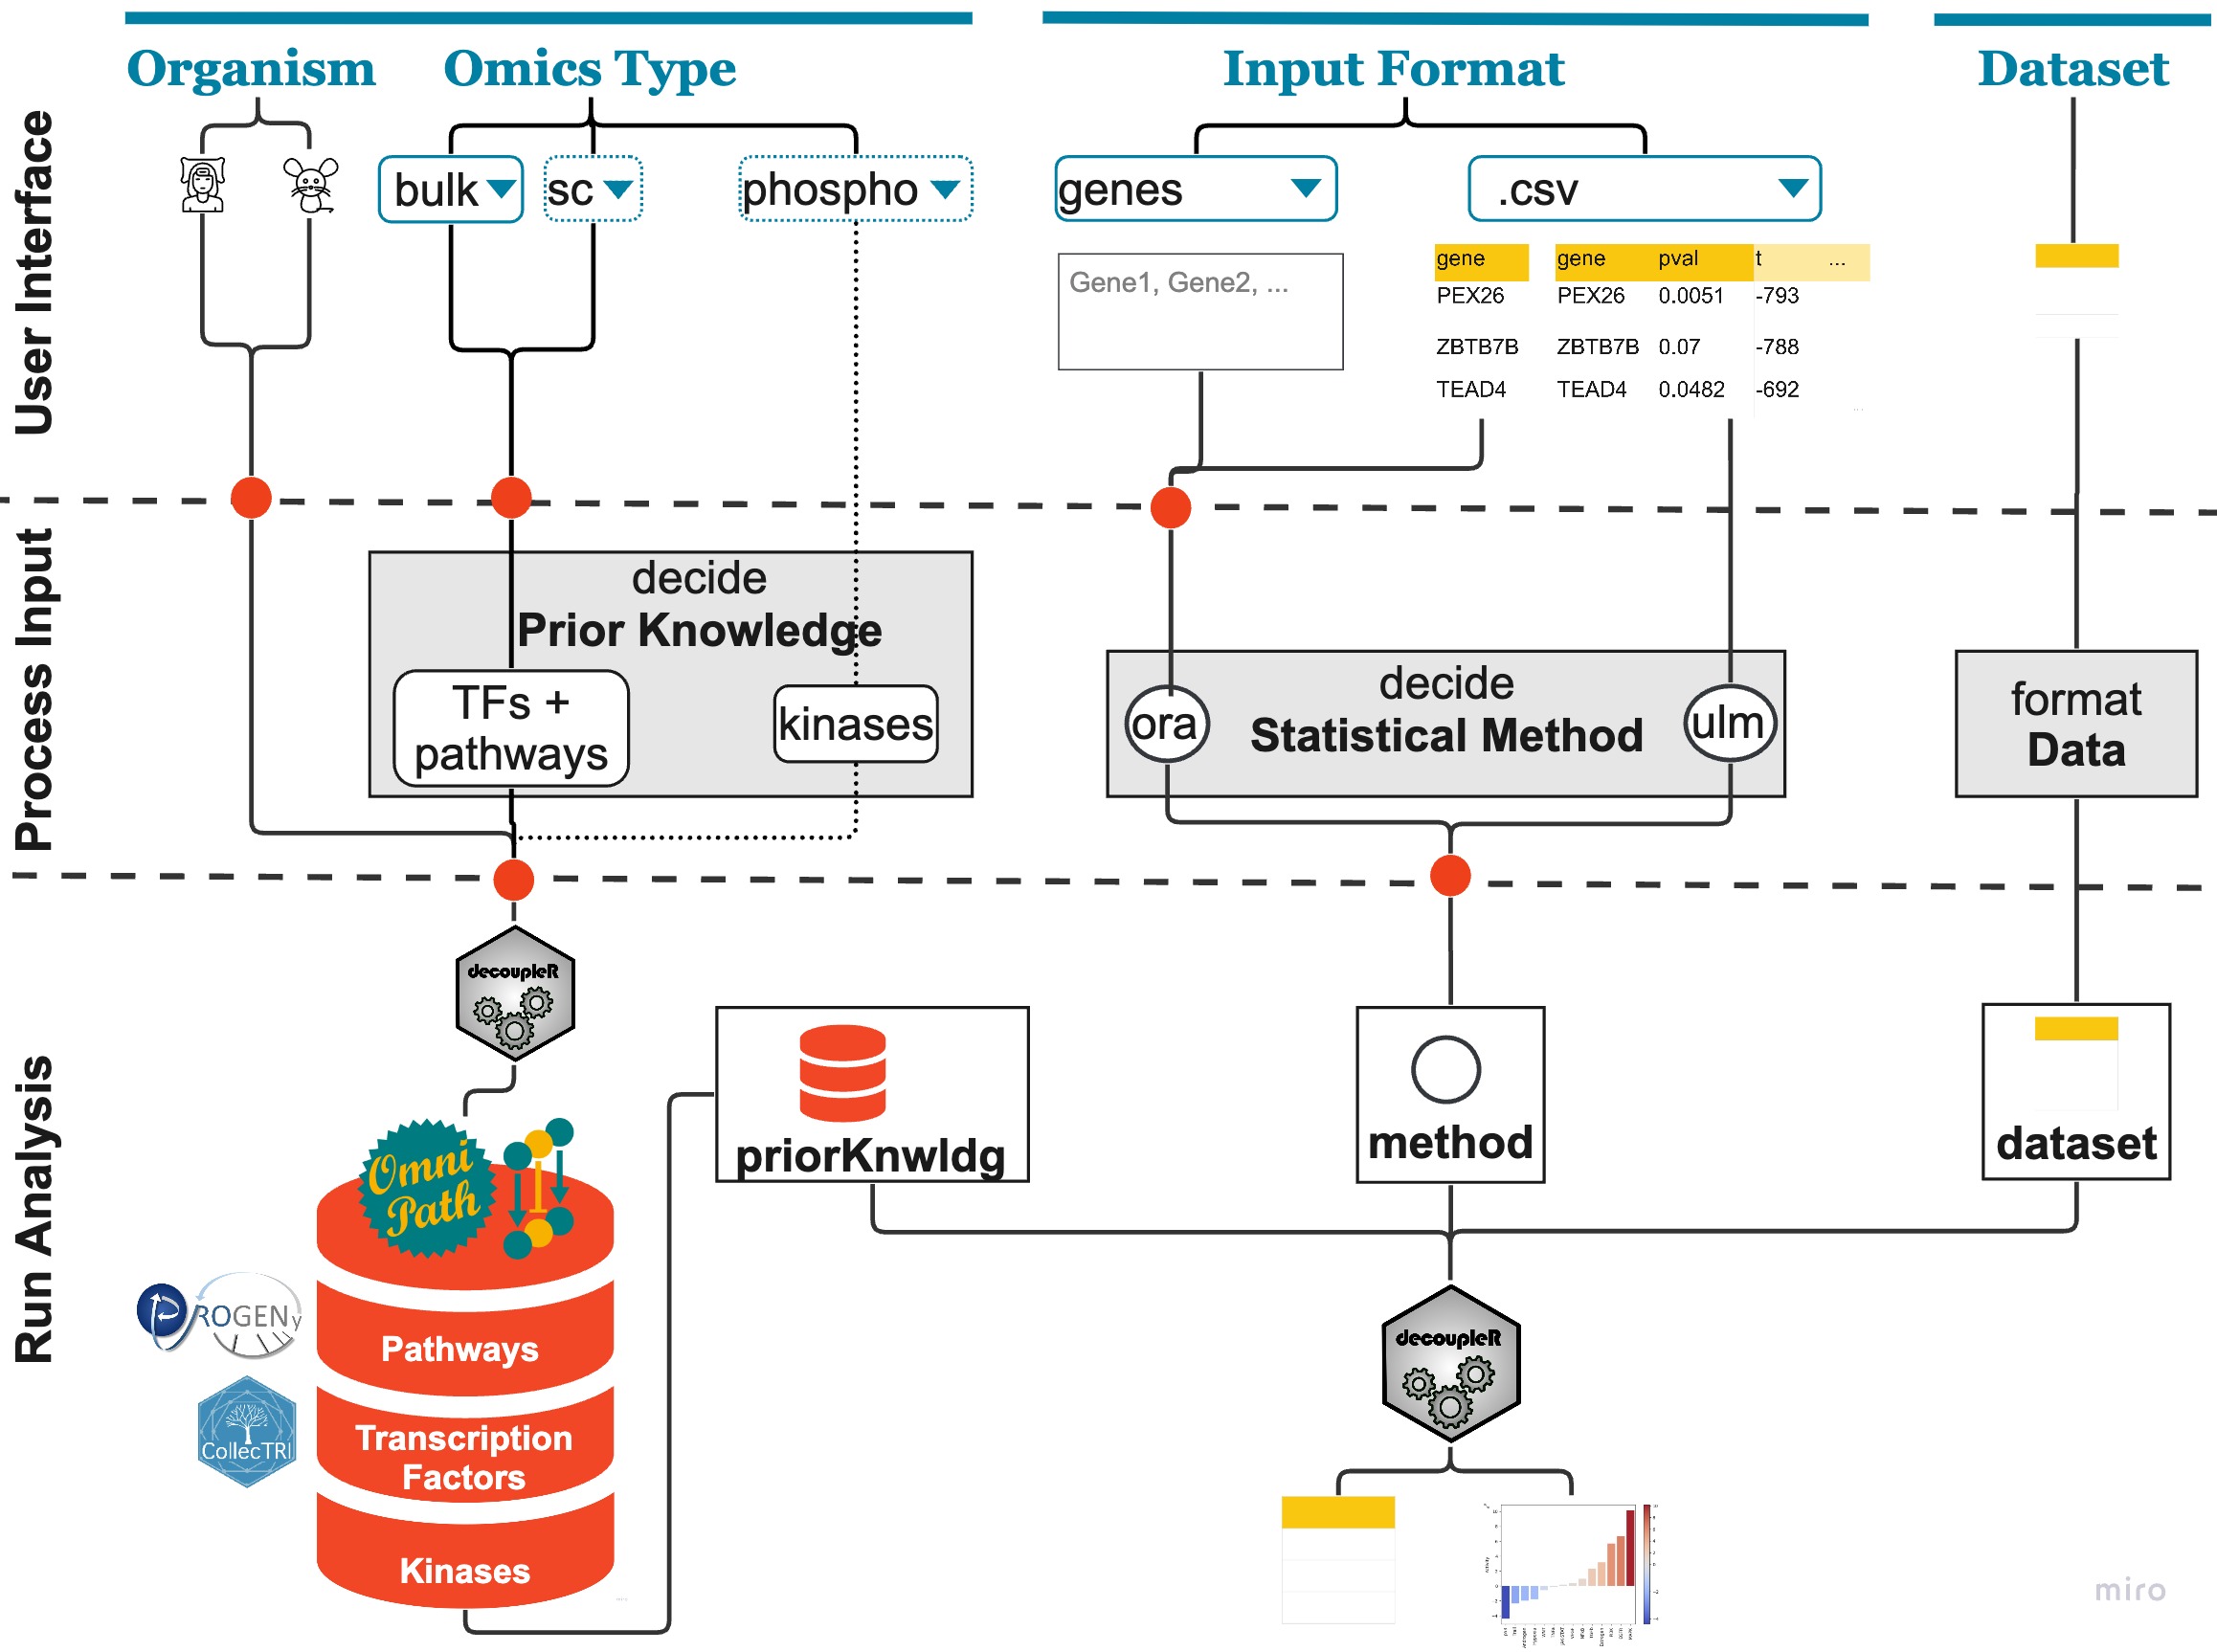 Organism
Omics Type
Input Format
Dataset
User Interface
bulk
sc
phospho
genes
.csv
Gene1, Gene2, ...
gene
PEX26
ZBTB7B
TEAD4
gene pval t ...
PEX26 0.0051 -793
ZBTB7B 0.07 -788
TEAD4 0.0482 -692
...
Process Input
decide
Prior Knowledge
TFs +
pathways
kinases
decide
Statistical Method
ora
ulm
format
Data
Run Analysis
decoupleR
Omni
Path
PROGENy
CollecTRI
Pathways
Transcription
Factors
Kinases
priorKnwldg
method
dataset
decoupleR
miro